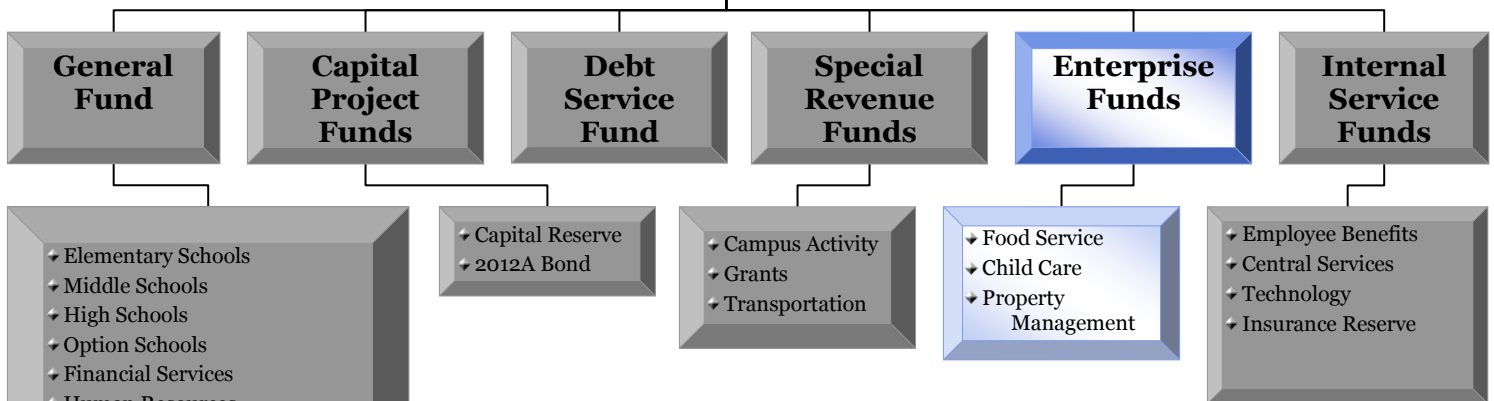 General
Fund
Capital
Project
Funds
Debt
Service
Fund
Special
Revenue
Funds
Enterprise
Funds
Internal
Service
Funds
Elementary Schools
Middle Schools
High Schools
Option Schools
Financial Services
Human Resources
Capital Reserve
2012A Bond
Campus Activity
Grants
Transportation
Food Service
Child Care
Property
Management
Employee Benefits
Central Services
Technology
Insurance Reserve